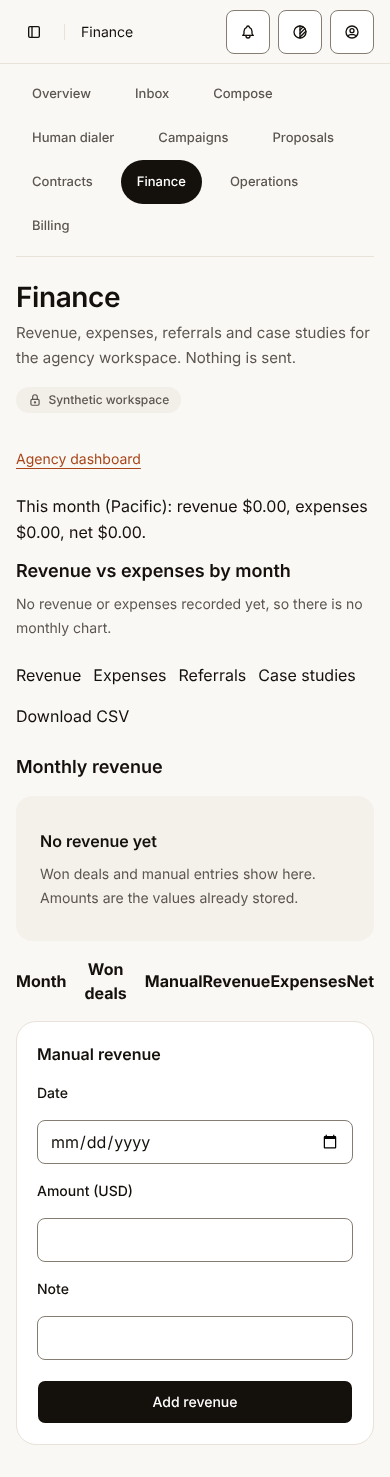 Finance
Overview Inbox Compose
Human dialer Campaigns Proposals
Contracts Finance Operations
Billing
Finance
Revenue, expenses, referrals and case studies for
the agency workspace. Nothing is sent.
Synthetic workspace
Agency dashboard
This month (Pacific): revenue $0.00, expenses
$0.00, net $0.00.
Revenue vs expenses by month
No revenue or expenses recorded yet, so there is no
monthly chart.
Revenue Expenses Referrals Case studies
Download CSV
Monthly revenue
No revenue yet
Won deals and manual entries show here.
Amounts are the values already stored.
Month Won deals Manual Revenue Expenses Net
Manual revenue
Date
mm/dd/yyyy
Amount (USD)
Note
Add revenue